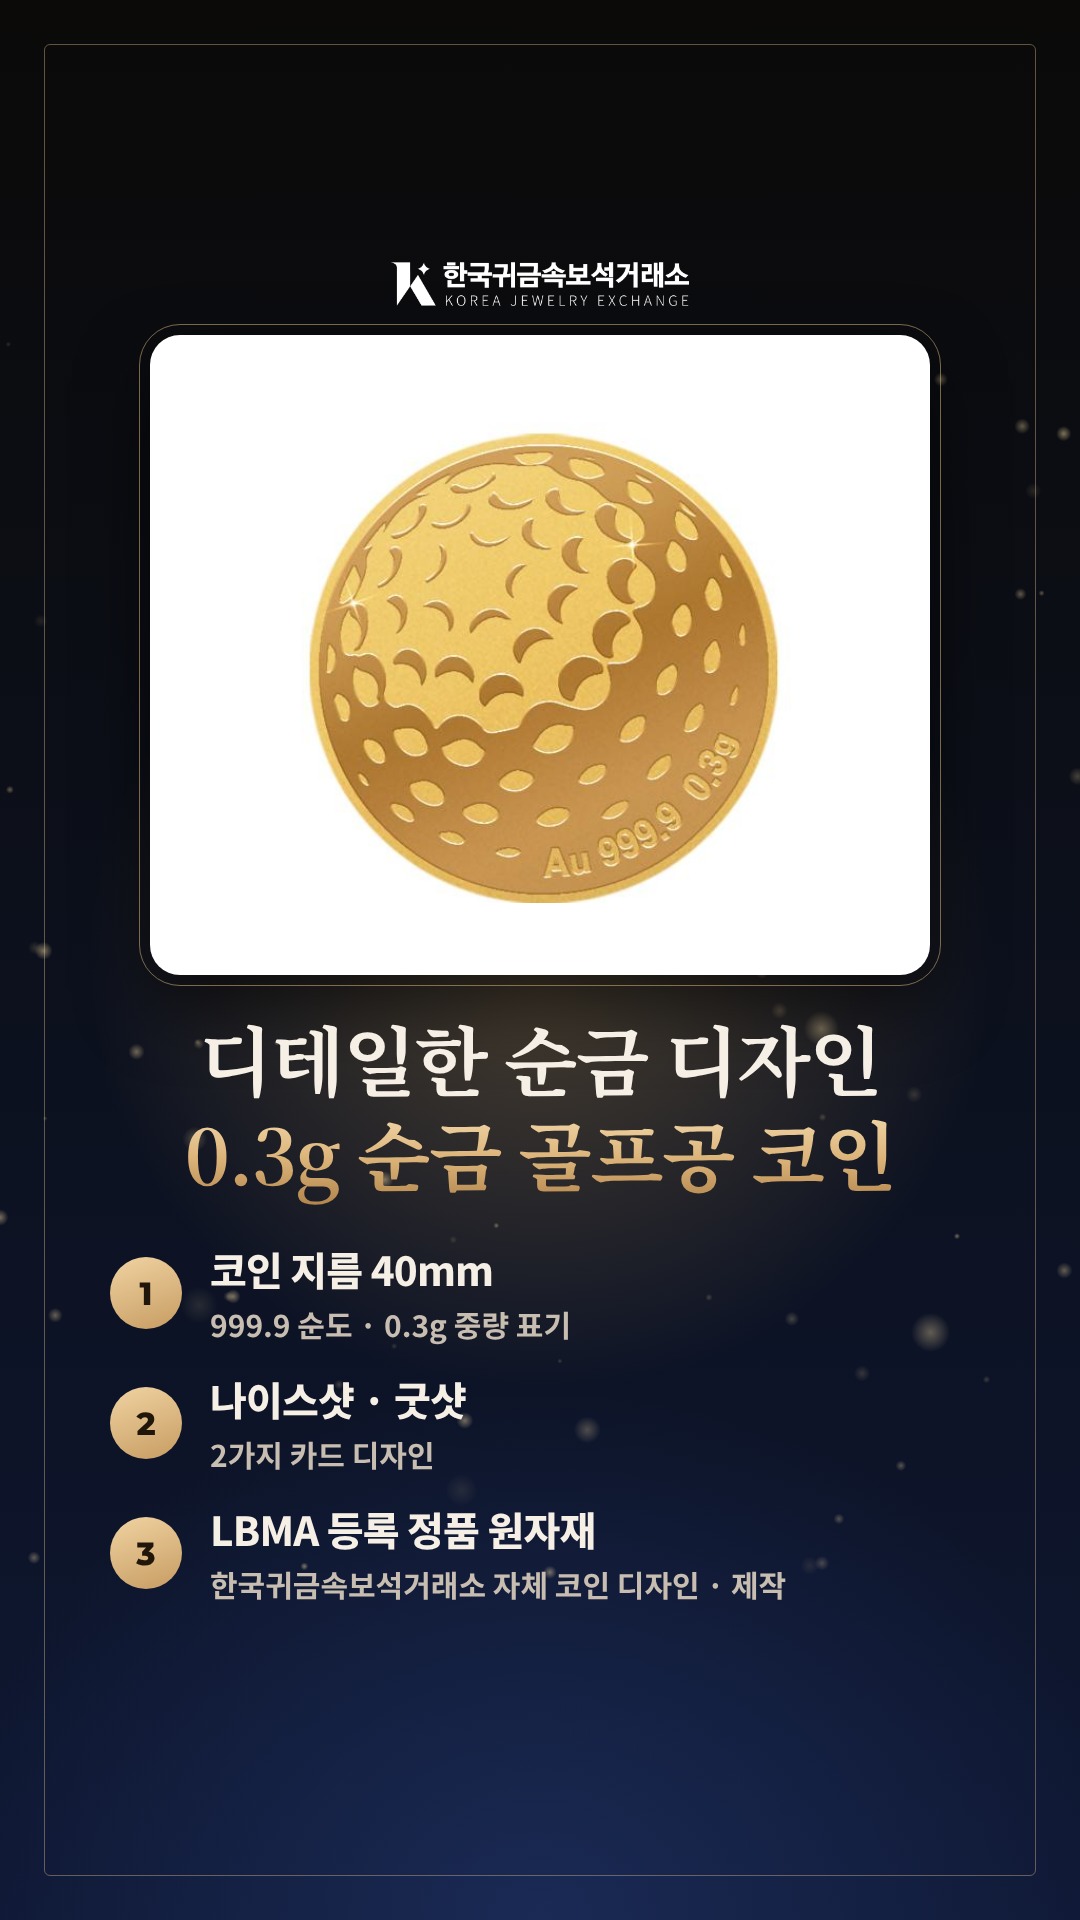 한국귀금속보석거래소
KOREA JEWELRY EXCHANGE
Au 999.9 0.3g
디테일한 순금 디자인
0.3g 순금 골프공 코인
1
코인 지름 40mm
999.9 순도 · 0.3g 중량 표기
2
나이스샷 · 굿샷
2가지 카드 디자인
3
LBMA 등록 정품 원자재
한국귀금속보석거래소 자체 코인 디자인 · 제작